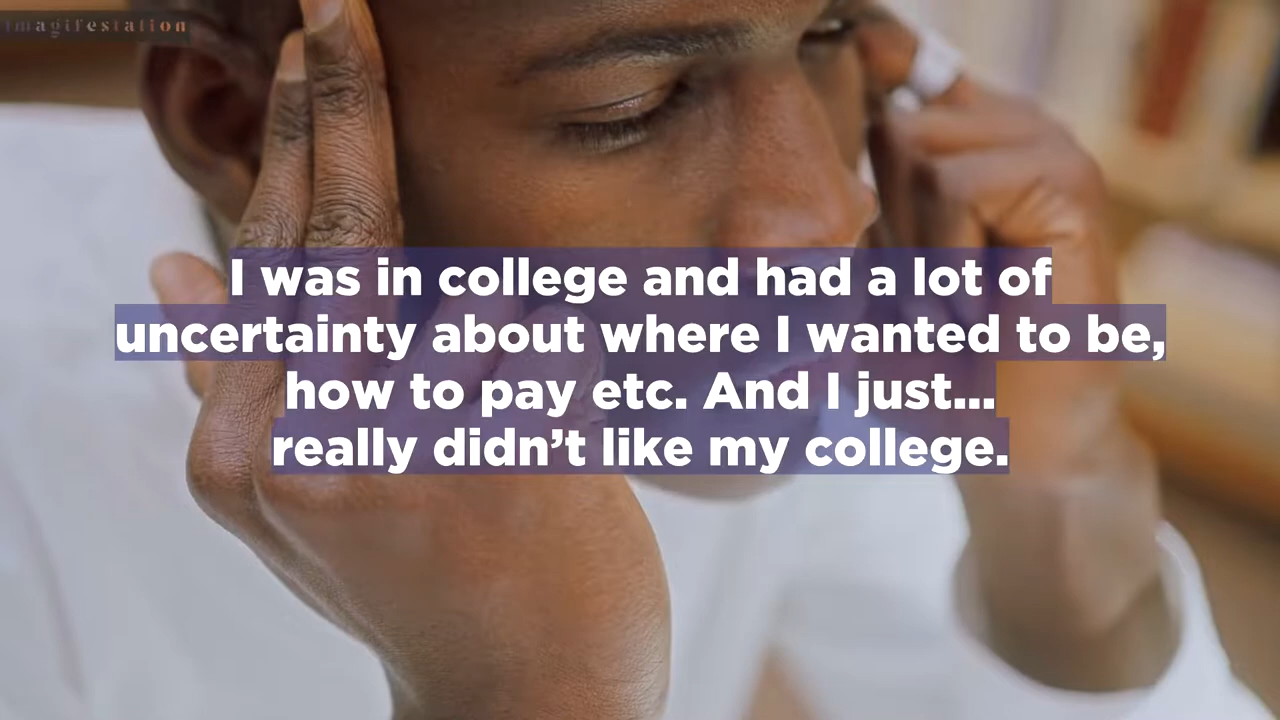 imagifestation
I was in college and had a lot of
uncertainty about where I wanted to be,
how to pay etc. And I just...
really didn’t like my college.